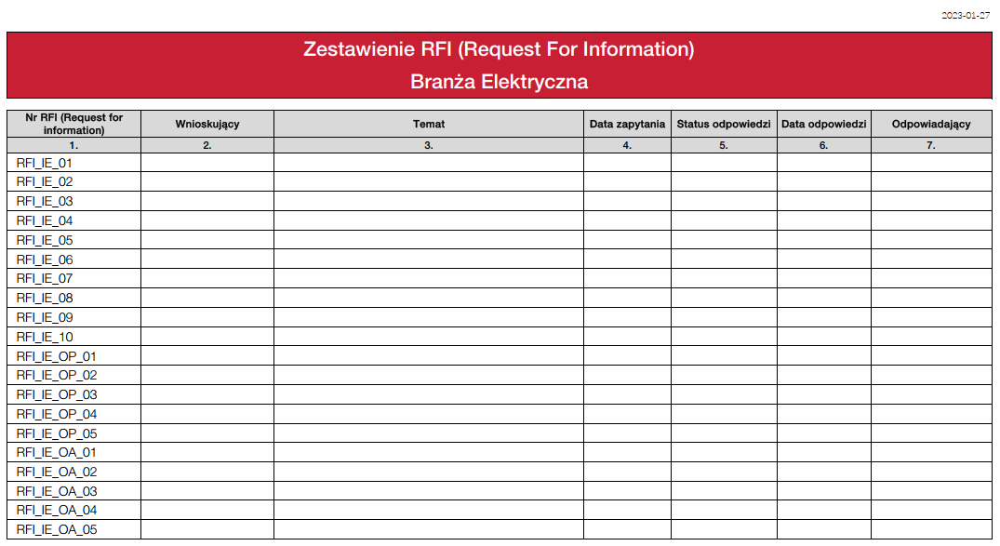 2023-01-27
Zestawienie RFI (Request For Information)
Branża Elektryczna
Nr RFI (Request for information) Wnioskujący Temat Data zapytania Status odpowiedzi Data odpowiedzi Odpowiadający
1. 2. 3. 4. 5. 6. 7.
RFI_IE_01
RFI_IE_02
RFI_IE_03
RFI_IE_04
RFI_IE_05
RFI_IE_06
RFI_IE_07
RFI_IE_08
RFI_IE_09
RFI_IE_10
RFI_IE_OP_01
RFI_IE_OP_02
RFI_IE_OP_03
RFI_IE_OP_04
RFI_IE_OP_05
RFI_IE_OA_01
RFI_IE_OA_02
RFI_IE_OA_03
RFI_IE_OA_04
RFI_IE_OA_05